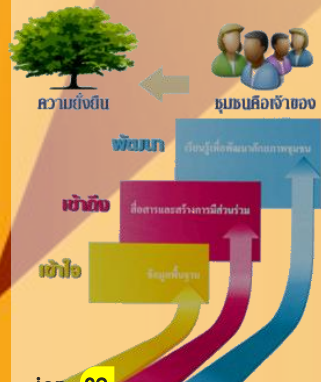 ความยั่งยืน
ชุมชนคือเจ้าของ
พัฒนา
เรียนรู้เพื่อพัฒนาศักยภาพชุมชน
เข้าถึง
สื่อสารและสร้างการมีส่วนร่วม
เข้าใจ
ข้อมูลพื้นฐาน